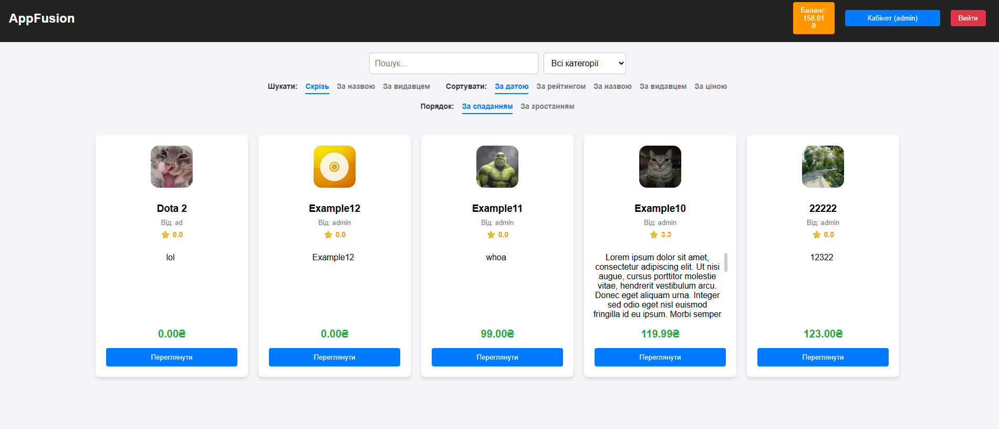 AppFusion
Баланс:
158.01
₴
Кабінет (admin)
Вийти
Пошук...
Всі категорії
Шукати: Скрізь За назвою За видавцем Сортувати: За датою За рейтингом За назвою За видавцем За ціною
Порядок: За спаданням За зростанням
Dota 2
Від: ad
0.0
lol
0.00₴
Переглянути
Example12
Від: admin
0.0
Example12
0.00₴
Переглянути
Example11
Від: admin
0.0
whoa
99.00₴
Переглянути
Example10
Від: admin
3.3
Lorem ipsum dolor sit amet,
consectetur adipiscing elit. Ut nisi
augue, cursus porttitor molestie
vitae, hendrerit vestibulum arcu.
Donec eget aliquam urna. Integer
sed odio eget nisl euismod
fringilla id eu ipsum. Morbi semper
119.99₴
Переглянути
22222
Від: admin
0.0
12322
123.00₴
Переглянути